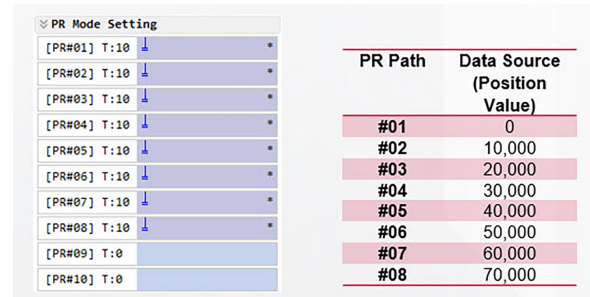 PR Mode Setting
[PR#01] T:10 *
[PR#02] T:10 *
[PR#03] T:10 *
[PR#04] T:10 *
[PR#05] T:10 *
[PR#06] T:10 *
[PR#07] T:10 *
[PR#08] T:10 *
[PR#09] T:0
[PR#10] T:0
PR Path Data Source
(Position
Value)
#01 0
#02 10,000
#03 20,000
#04 30,000
#05 40,000
#06 50,000
#07 60,000
#08 70,000